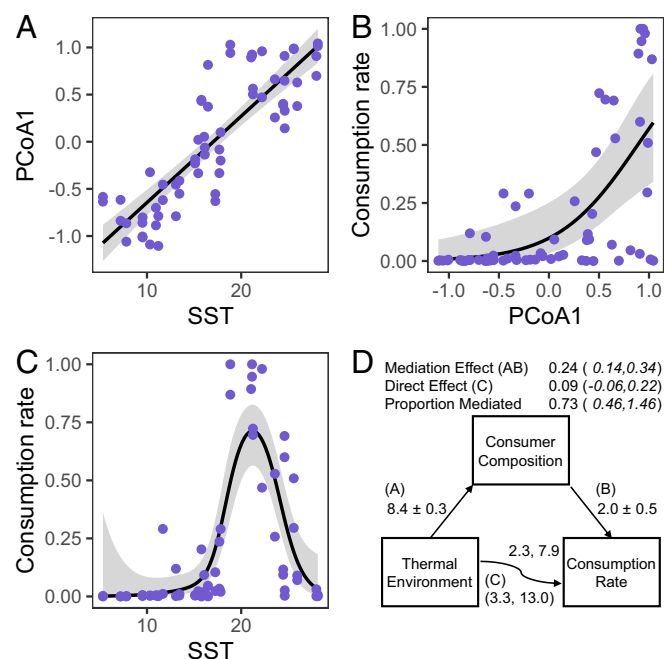 A
PCoA1
1.0
0.5
0.0
-0.5
-1.0
10
20
SST
B
Consumption rate
1.00
0.75
0.50
0.25
0.00
-1.0
-0.5
0.0
0.5
1.0
PCoA1
C
Consumption rate
1.00
0.75
0.50
0.25
0.00
10
20
SST
D
Mediation Effect (AB) 0.24 ( 0.14,0.34)
Direct Effect (C) 0.09 (-0.06,0.22)
Proportion Mediated 0.73 ( 0.46,1.46)
Consumer
Composition
(A)
8.4 ± 0.3
(B)
2.0 ± 0.5
Thermal
Environment
2.3, 7.9
(C)
(3.3, 13.0)
Consumption
Rate